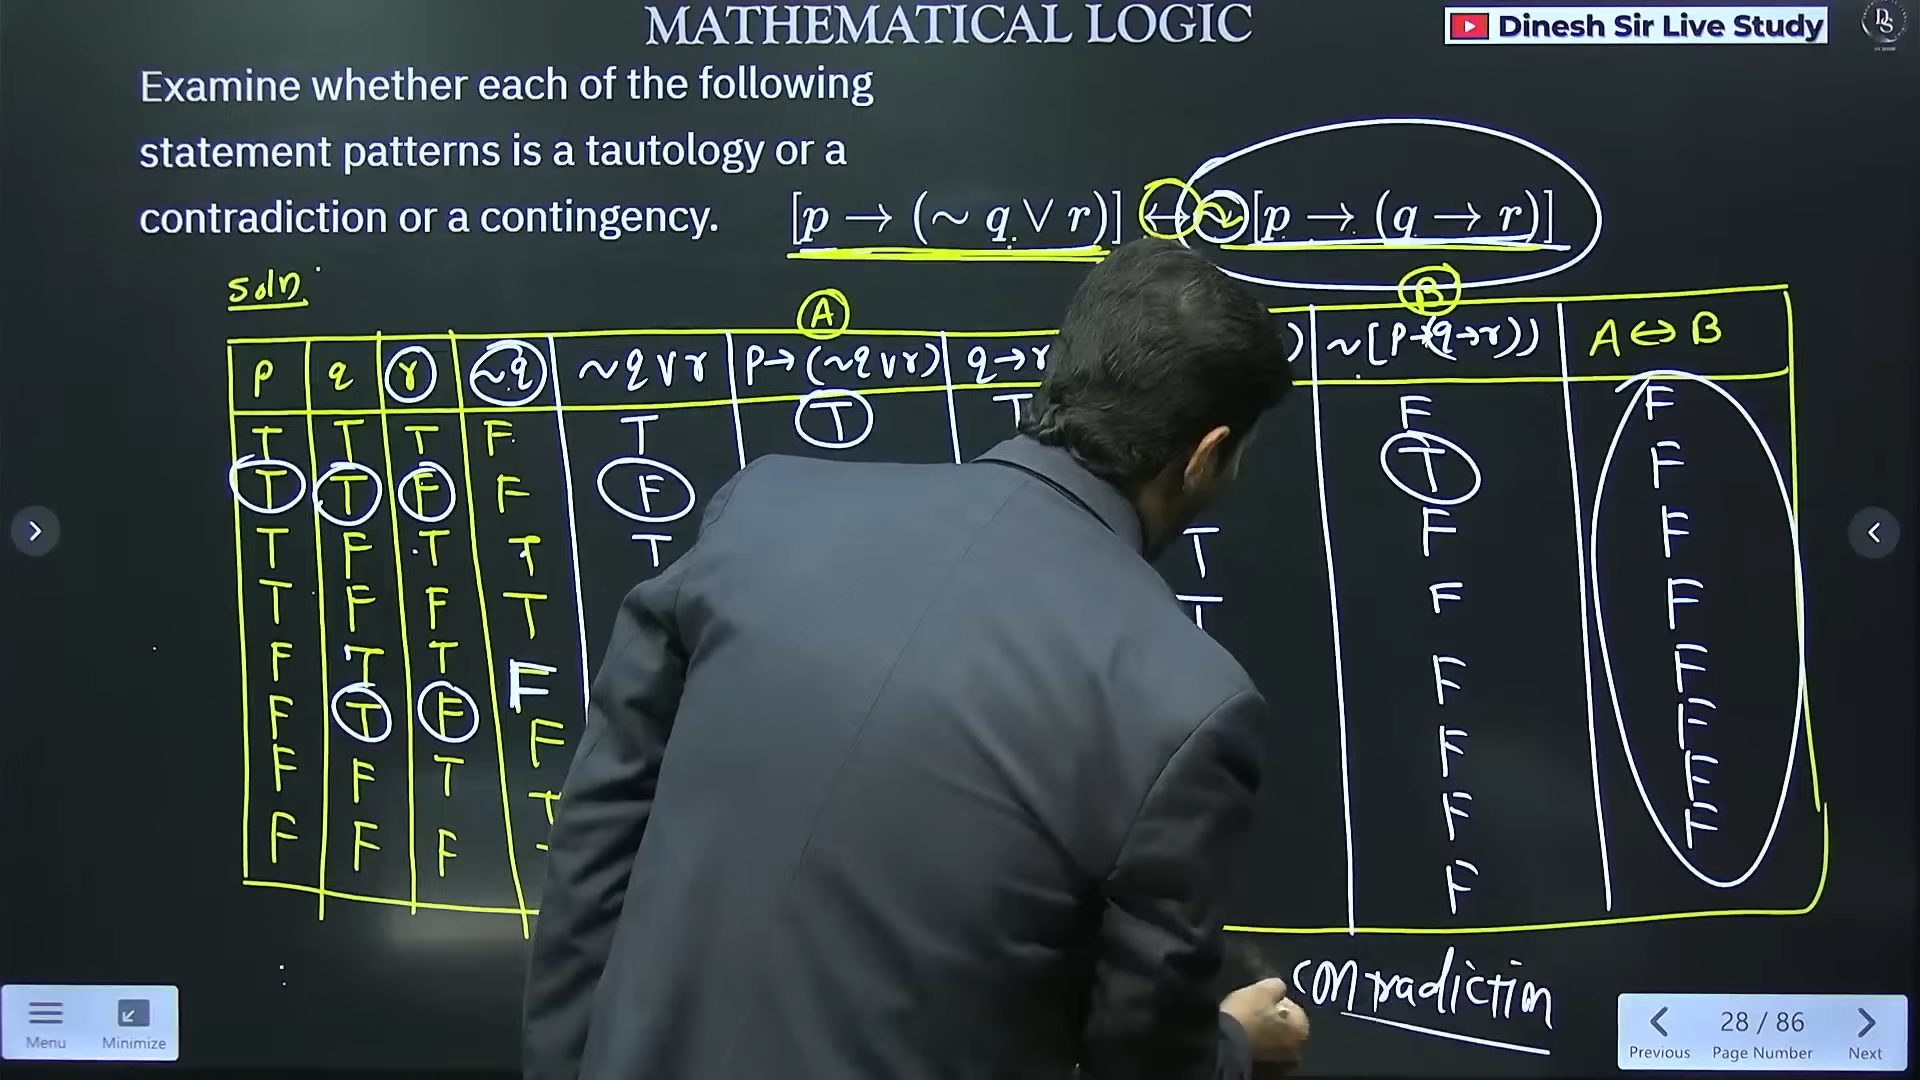 MATHEMATICAL LOGIC
Dinesh Sir Live Study
DS
Examine whether each of the following
statement patterns is a tautology or a
contradiction or a contingency.
[p → (~ q ∨ r)] ↔ ~ [p → (q → r)]
Soln
A
B
p q r ~q ~q∨r p→(~q∨r) q→r ) ~[p→(q→r)) A⇔B
T T T F T T T F F
T T F F F T F
T F T T T T F F
T F F T T F F
F T T F F F
F T F F F F
F F T T F F
F F F F F
contradiction
Menu
Minimize
28 / 86
Previous Page Number Next